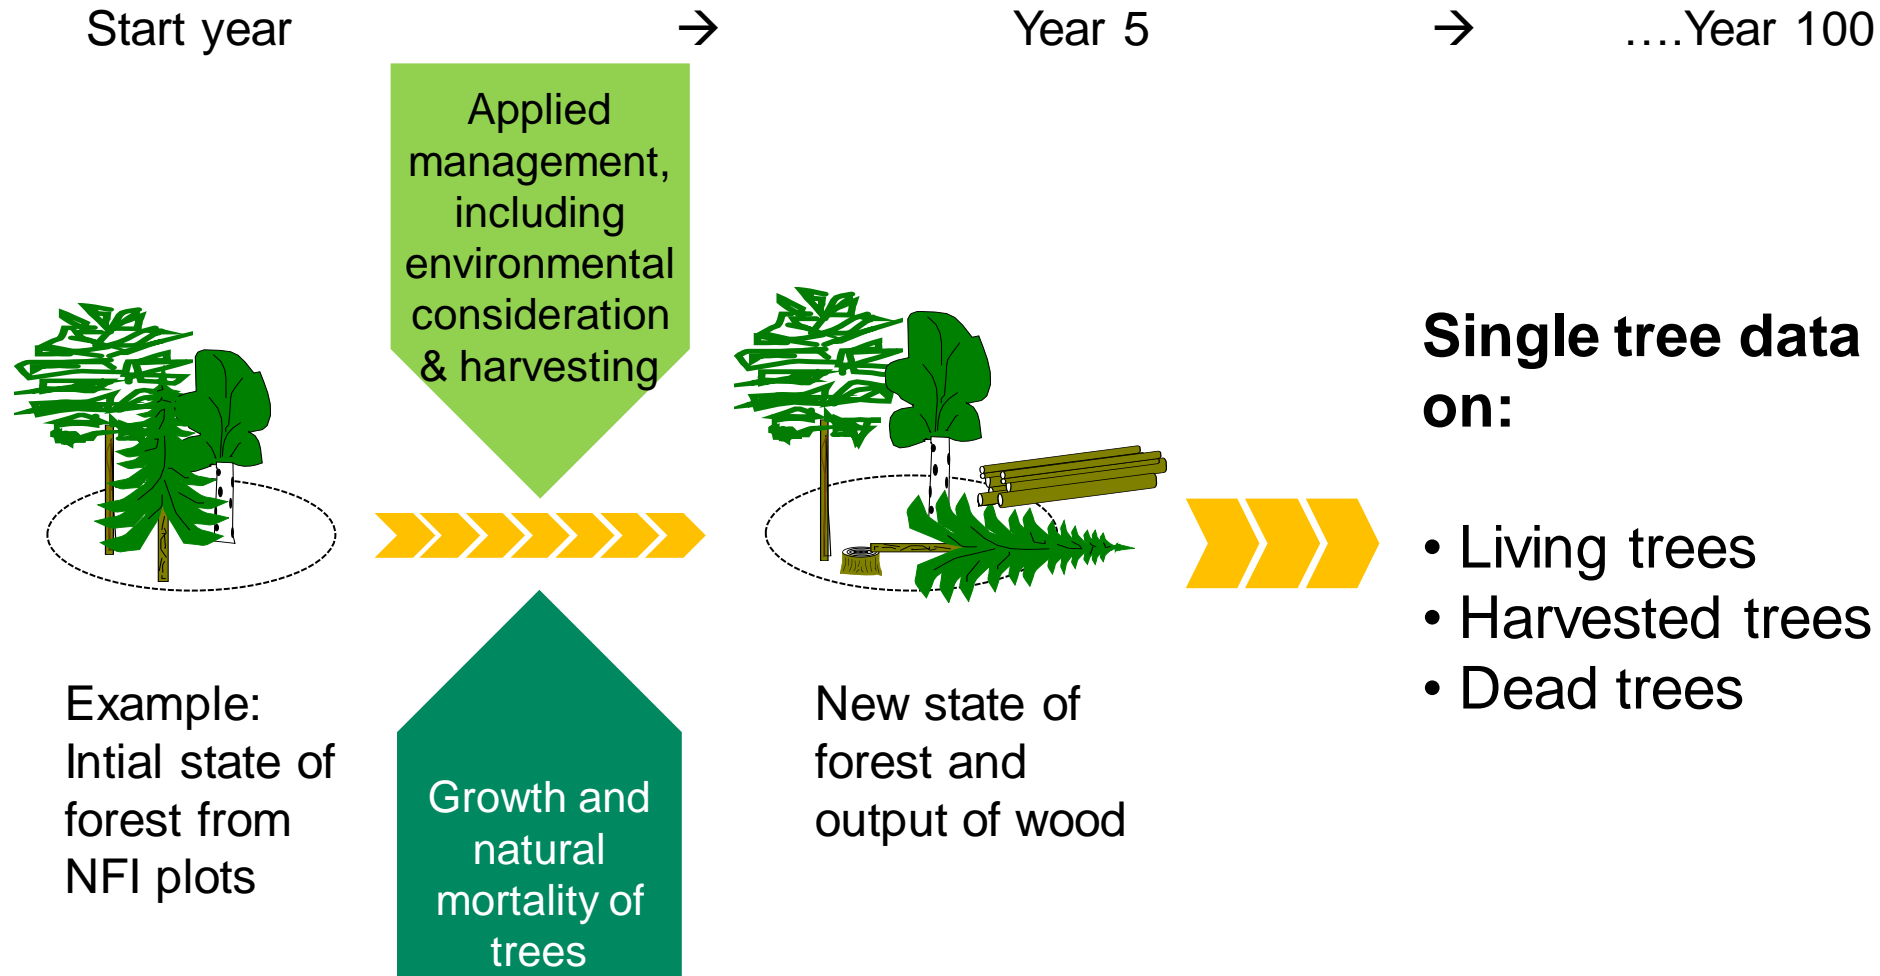 Start year → Year 5 → ....Year 100
Applied
management,
including
environmental
consideration
& harvesting
Single tree data
on:
• Living trees
• Harvested trees
• Dead trees
Example:
Intial state of
forest from
NFI plots
Growth and
natural
mortality of
trees
New state of
forest and
output of wood